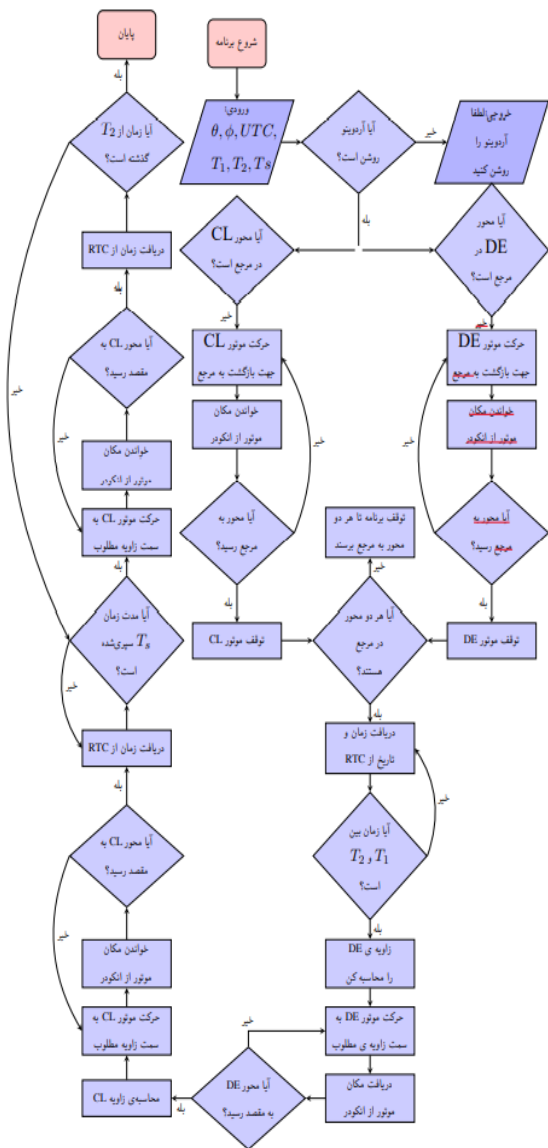 شروع برنامه
ورودی:
θ, ϕ, UTC,
T₁, T₂, Ts
آیا آردوینو
روشن است؟
خیر
خروجی:لطفا
آردوینو را
روشن کنید
بله
آیا محور CL
در مرجع است؟
خیر
حرکت موتور CL
جهت بازگشت به مرجع
خواندن مکان
موتور از انکودر
آیا محور به
مرجع رسید؟
خیر
بله
توقف موتور CL
آیا محور
DE در
مرجع است؟
خیر
حرکت موتور DE
جهت بازگشت به مرجع
خواندن مکان
موتور از انکودر
آیا محور به
مرجع رسید؟
خیر
بله
توقف موتور DE
آیا هر دو محور
در مرجع
هستند؟
خیر
توقف برنامه تا هر دو
محور به مرجع برسند
بله
دریافت زمان و
تاریخ از RTC
آیا زمان بین
T₁ و T₂
است؟
خیر
بله
زاویه ی DE
را محاسبه کن
حرکت موتور DE به
سمت زاویه ی مطلوب
دریافت مکان
موتور از انکودر
آیا محور DE
به مقصد رسید؟
خیر
بله
محاسبه‌ی زاویه CL
حرکت موتور CL به
سمت زاویه مطلوب
خواندن مکان
موتور از انکودر
آیا محور CL به
مقصد رسید؟
خیر
بله
دریافت زمان از RTC
آیا مدت زمان
Tₛ سپری‌شده
است؟
خیر
بله
حرکت موتور CL به
سمت زاویه مطلوب
خواندن مکان
موتور از انکودر
آیا محور CL به
مقصد رسید؟
خیر
بله
دریافت زمان از RTC
آیا زمان از T₂
گذشته است؟
خیر
بله
پایان